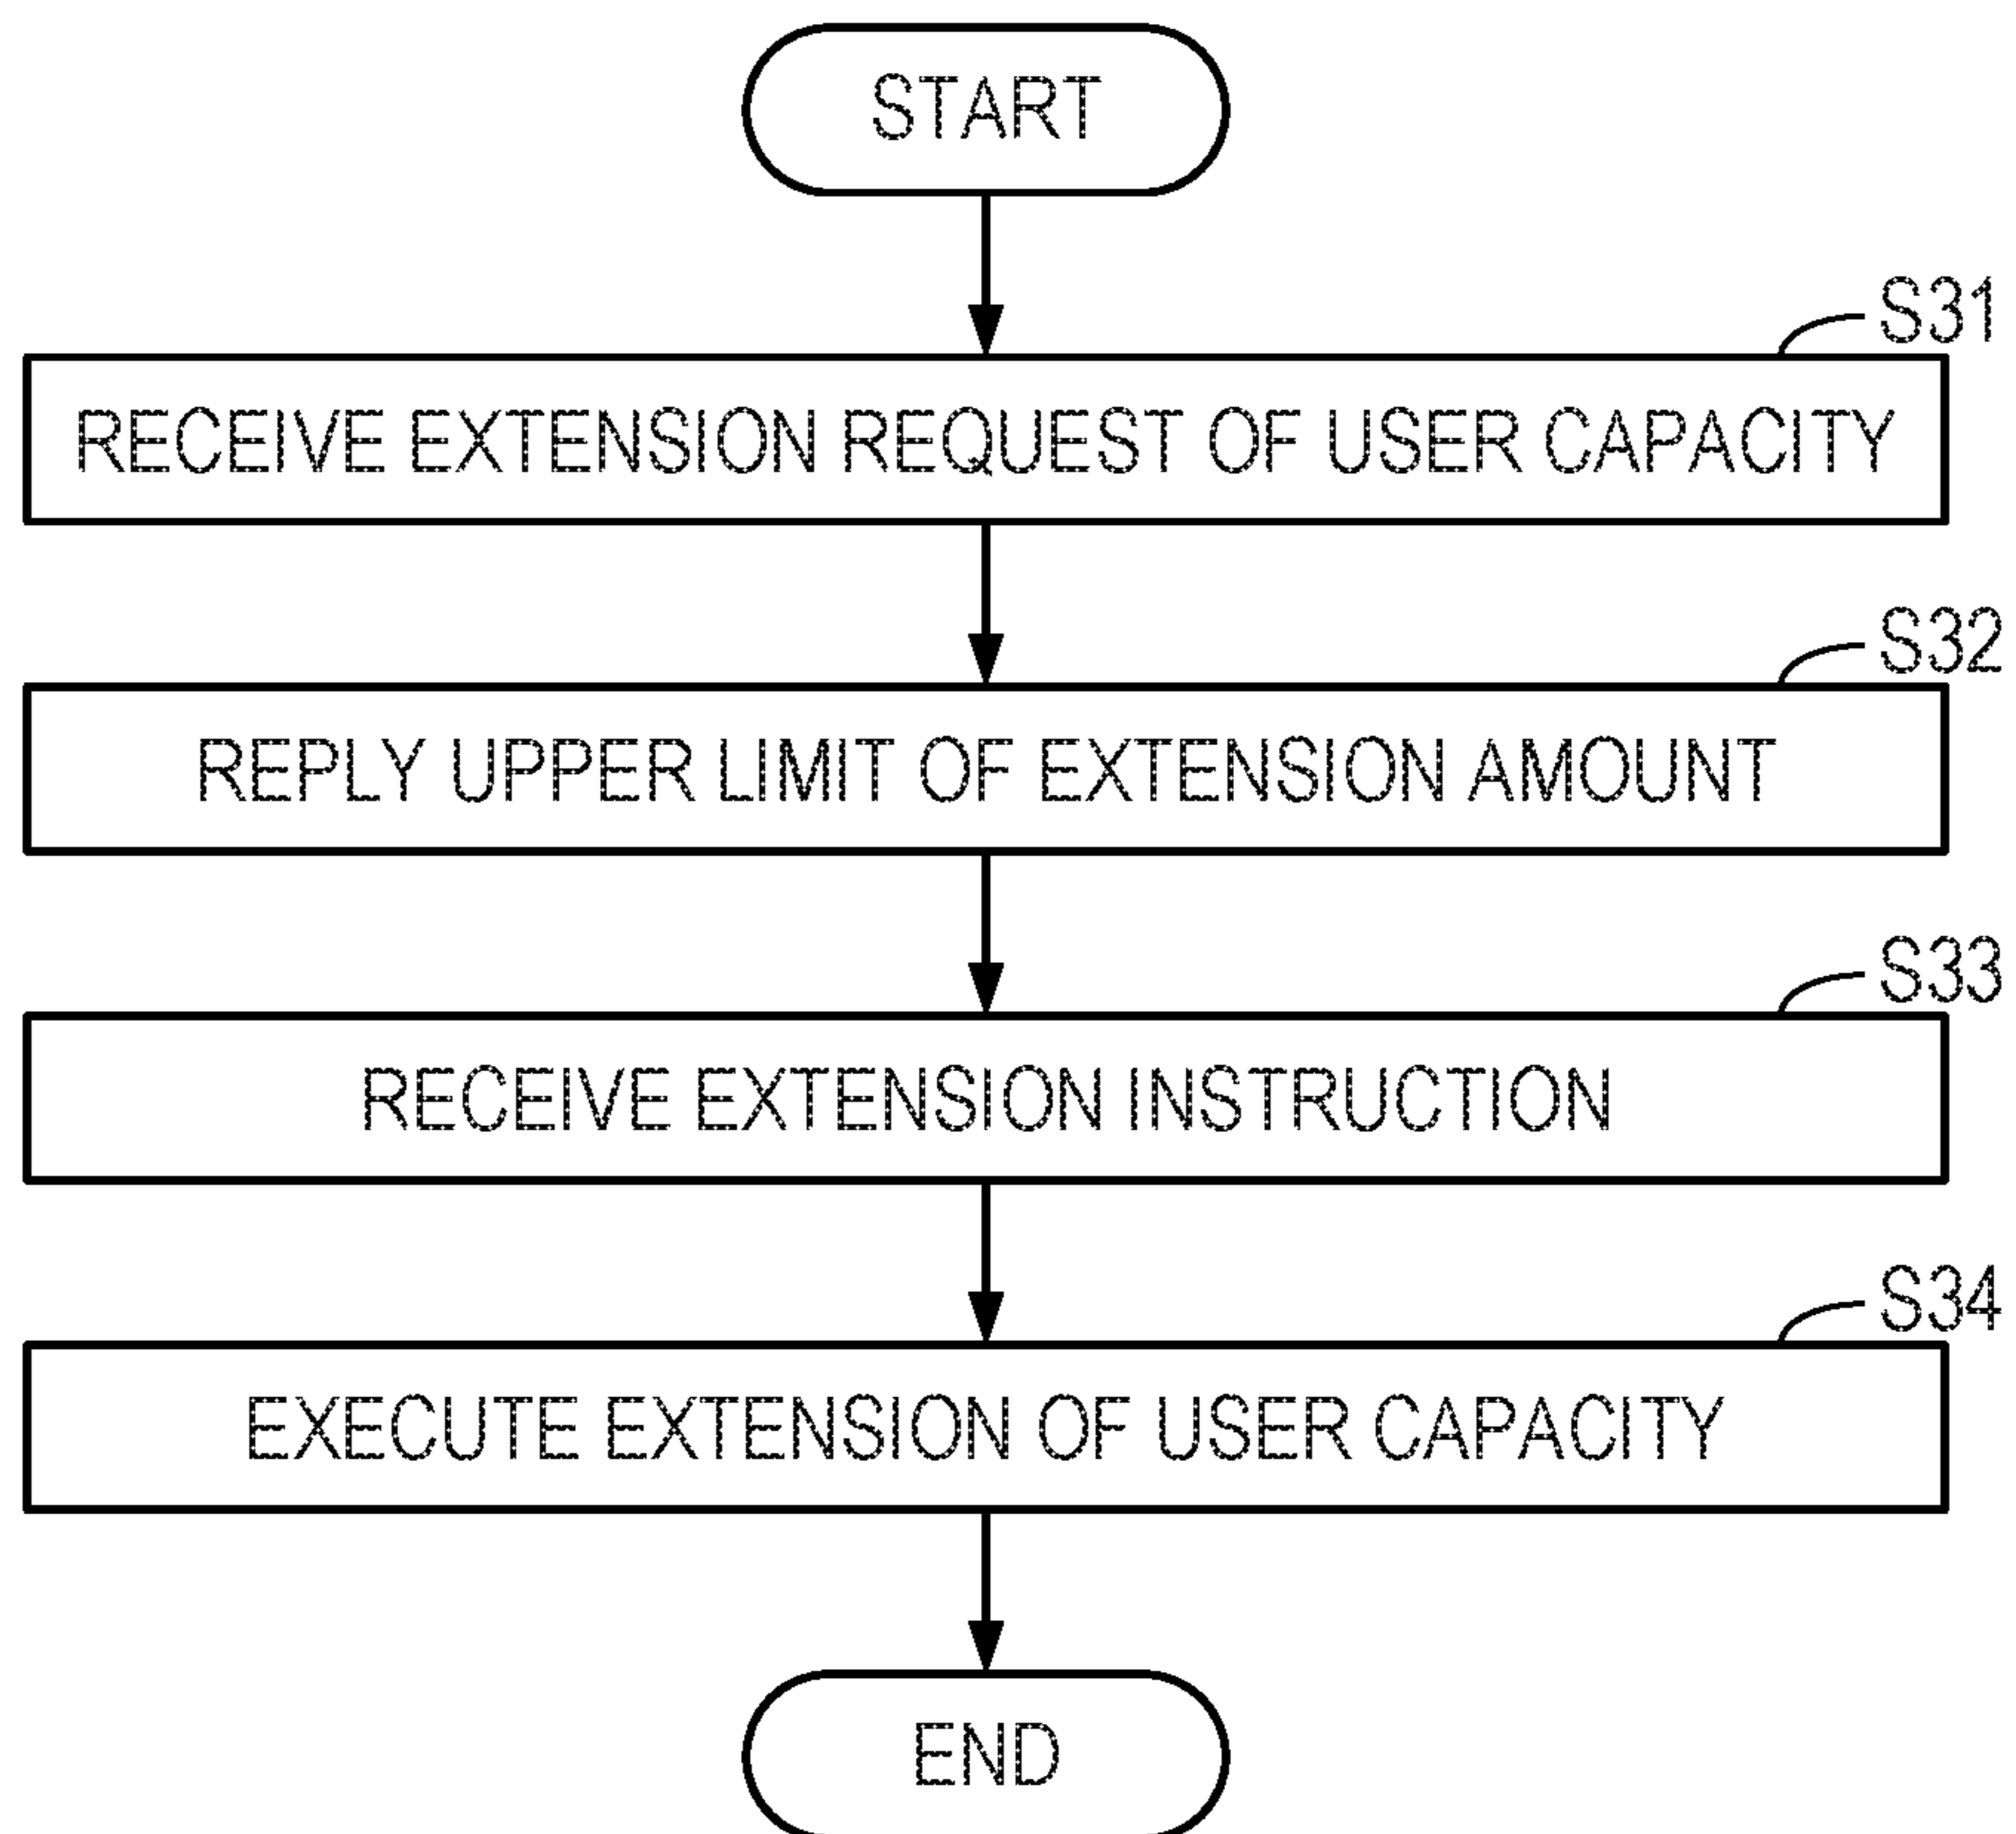 START
S31
RECEIVE EXTENSION REQUEST OF USER CAPACITY
S32
REPLY UPPER LIMIT OF EXTENSION AMOUNT
S33
RECEIVE EXTENSION INSTRUCTION
S34
EXECUTE EXTENSION OF USER CAPACITY
END